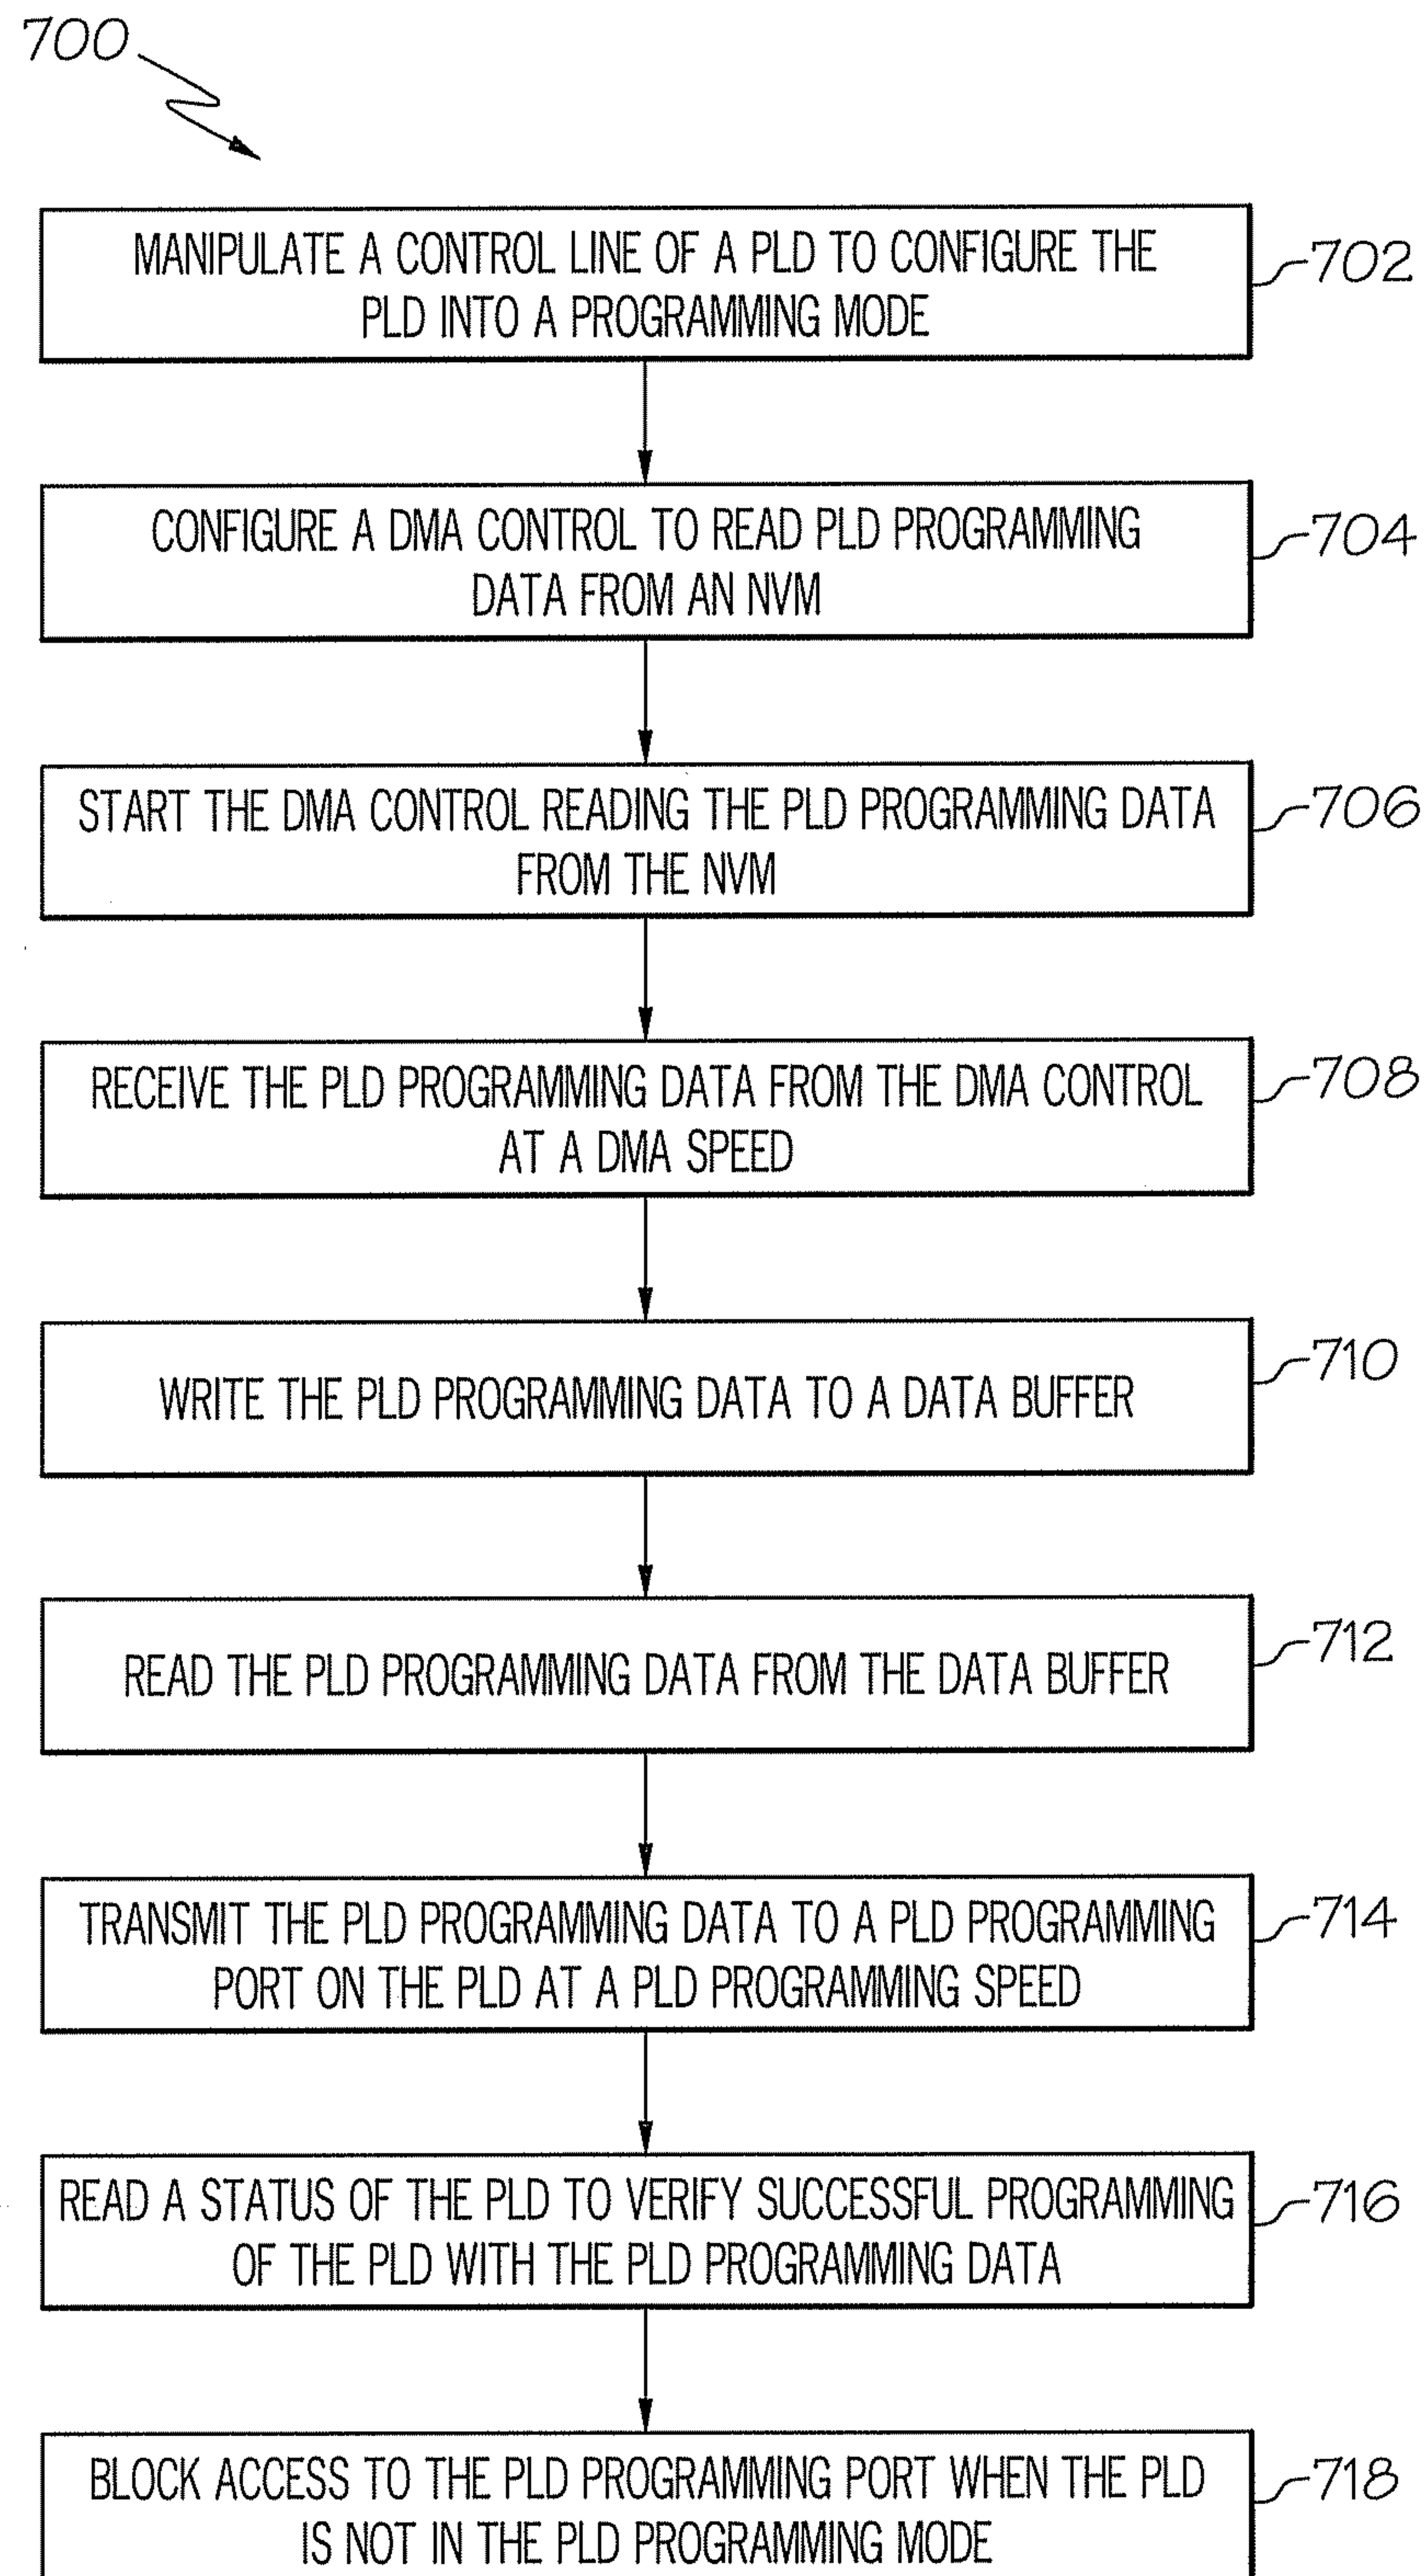 700
MANIPULATE A CONTROL LINE OF A PLD TO CONFIGURE THE
PLD INTO A PROGRAMMING MODE
702
CONFIGURE A DMA CONTROL TO READ PLD PROGRAMMING
DATA FROM AN NVM
704
START THE DMA CONTROL READING THE PLD PROGRAMMING DATA
FROM THE NVM
706
RECEIVE THE PLD PROGRAMMING DATA FROM THE DMA CONTROL
AT A DMA SPEED
708
WRITE THE PLD PROGRAMMING DATA TO A DATA BUFFER
710
READ THE PLD PROGRAMMING DATA FROM THE DATA BUFFER
712
TRANSMIT THE PLD PROGRAMMING DATA TO A PLD PROGRAMMING
PORT ON THE PLD AT A PLD PROGRAMMING SPEED
714
READ A STATUS OF THE PLD TO VERIFY SUCCESSFUL PROGRAMMING
OF THE PLD WITH THE PLD PROGRAMMING DATA
716
BLOCK ACCESS TO THE PLD PROGRAMMING PORT WHEN THE PLD
IS NOT IN THE PLD PROGRAMMING MODE
718